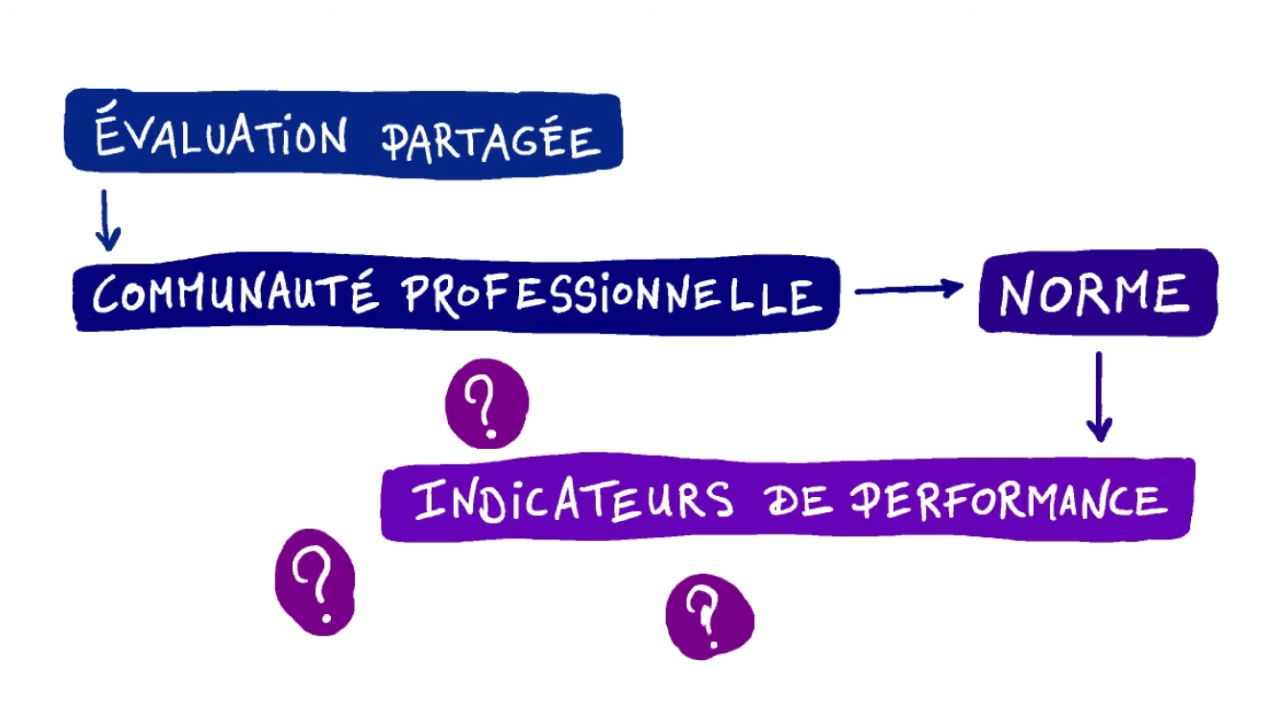 ÉVALUATiON PARTAGÉE
COMMUNAUTÉ PROFESSiONNELLE
NORME
?
INDiCATEURS DE PERFORMANCE
?
?